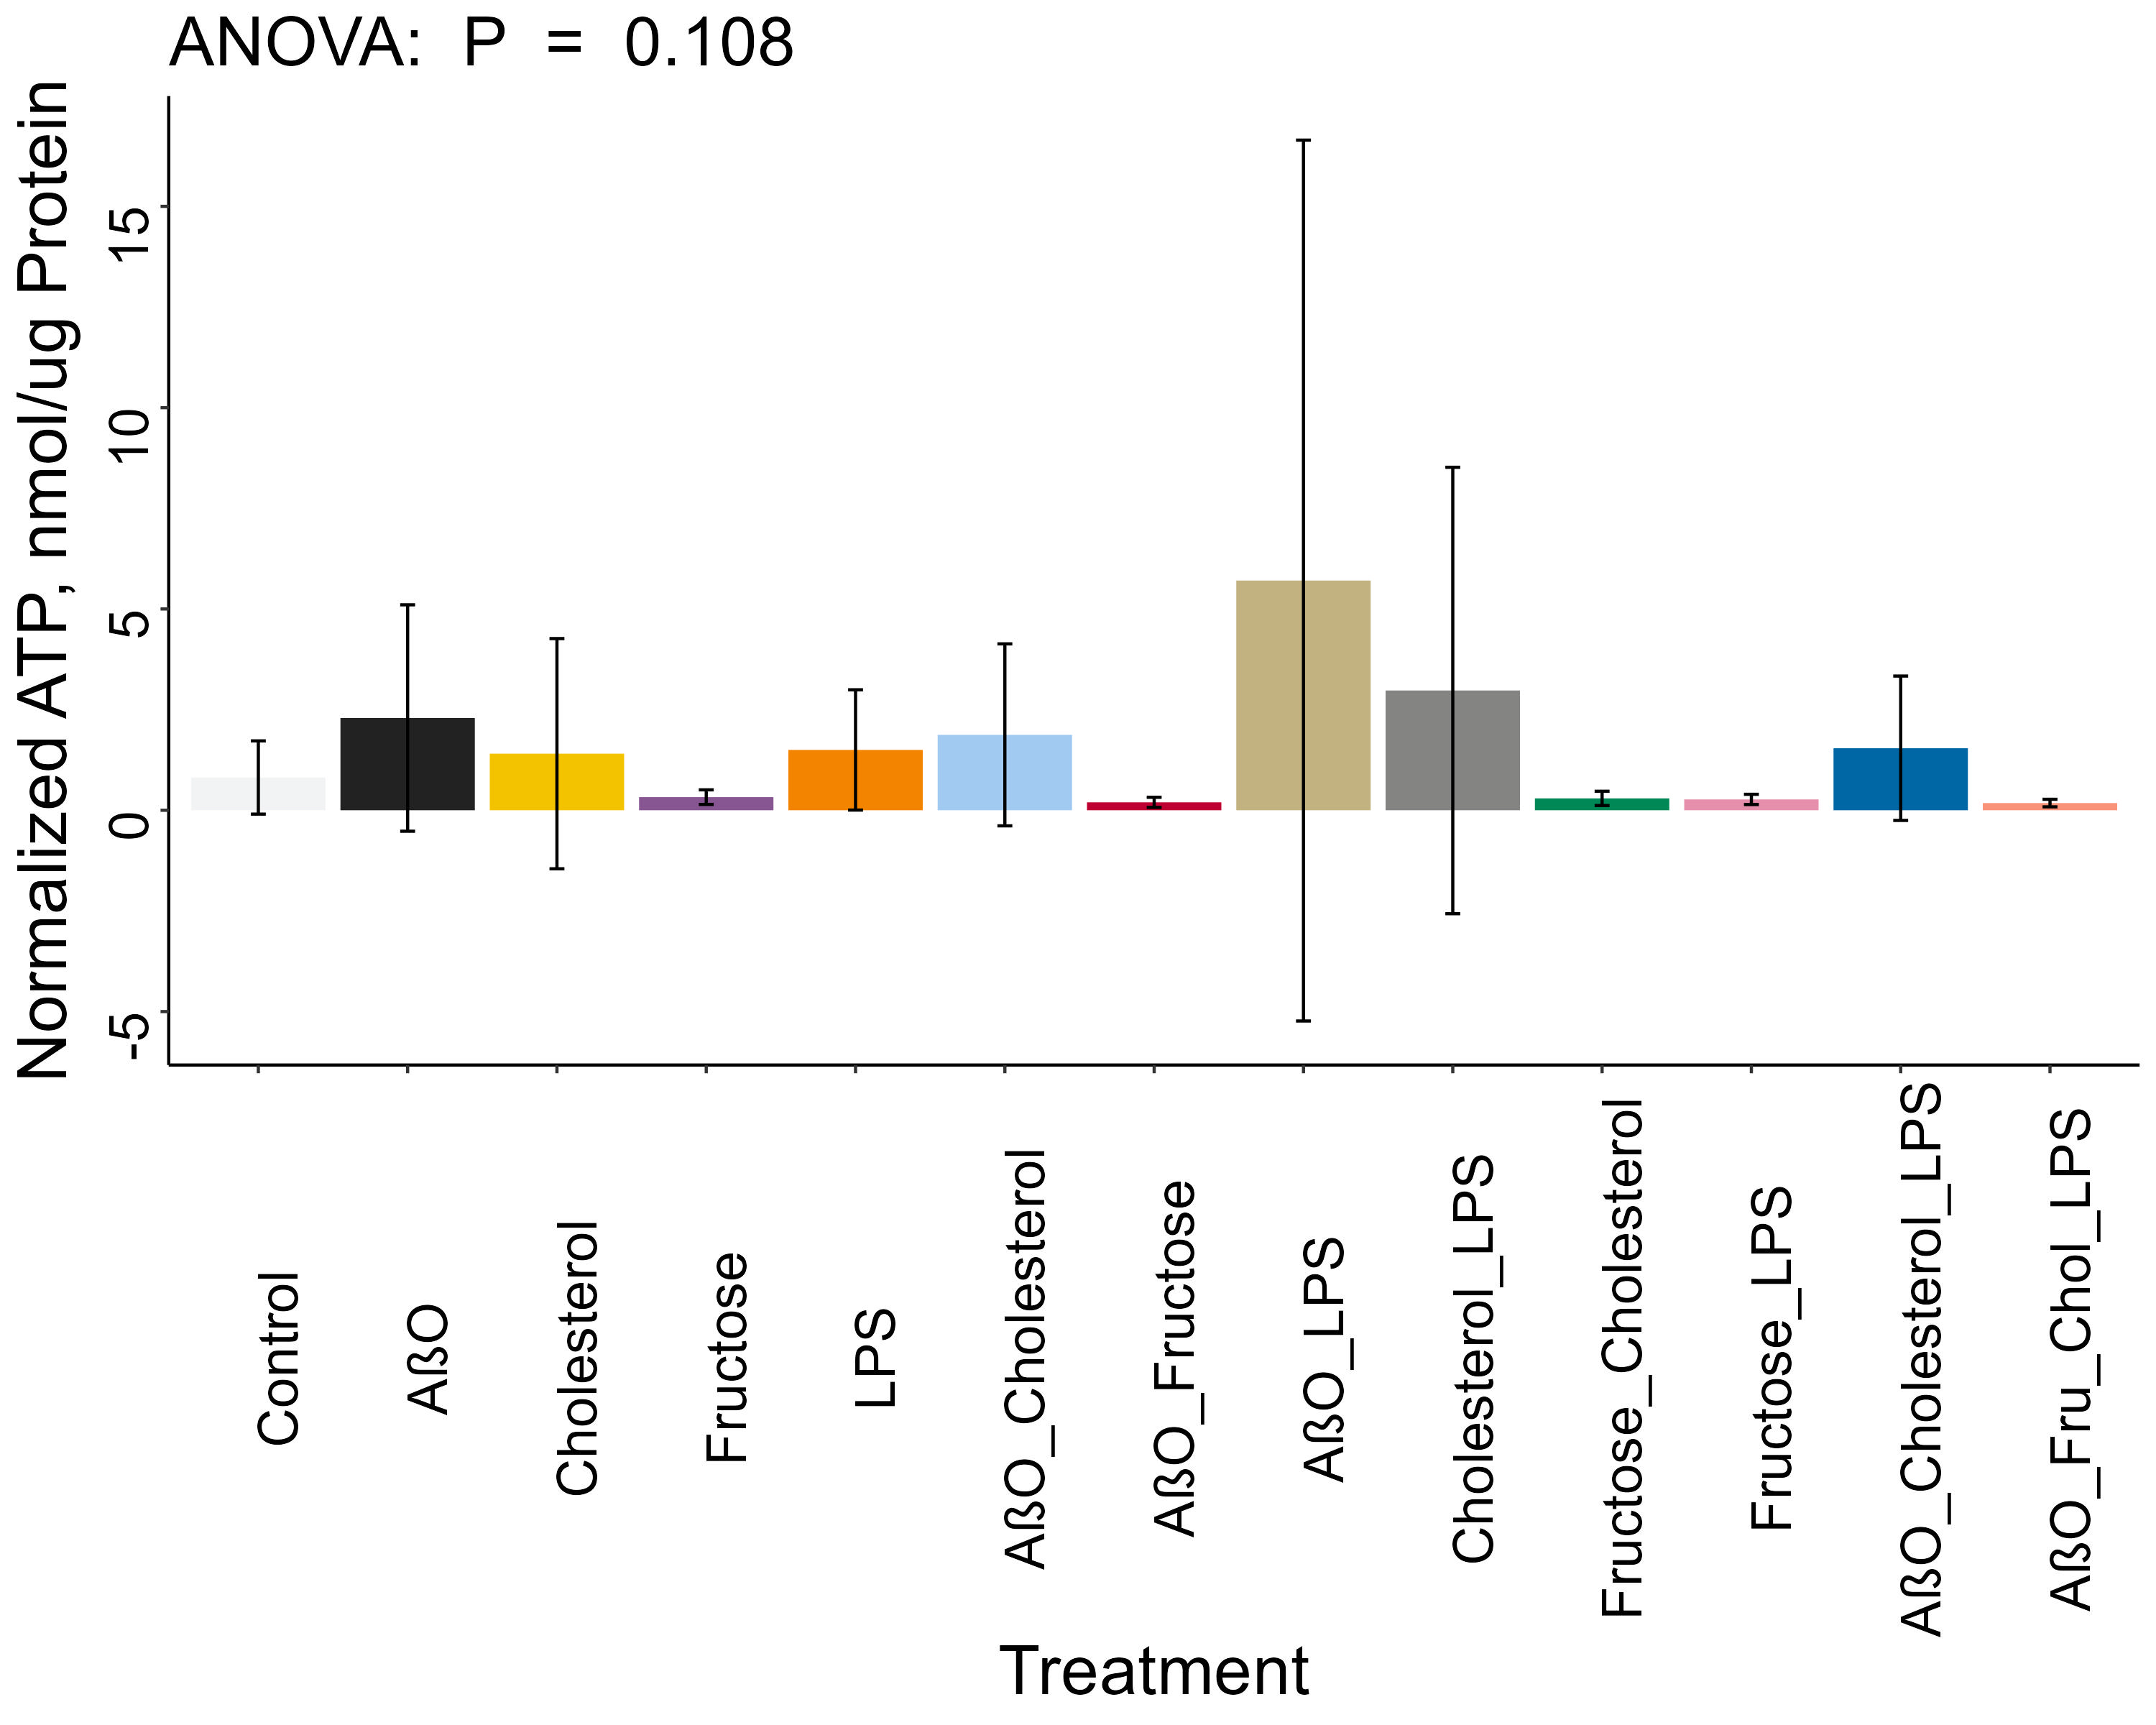 ANOVA: P = 0.108
Normalized ATP, nmol/ug Protein
15
10
5
0
-5
Control
AßO
Cholesterol
Fructose
LPS
AßO_Cholesterol
AßO_Fructose
AßO_LPS
Cholesterol_LPS
Fructose_Cholesterol
Fructose_LPS
AßO_Cholesterol_LPS
AßO_Fru_Chol_LPS
Treatment